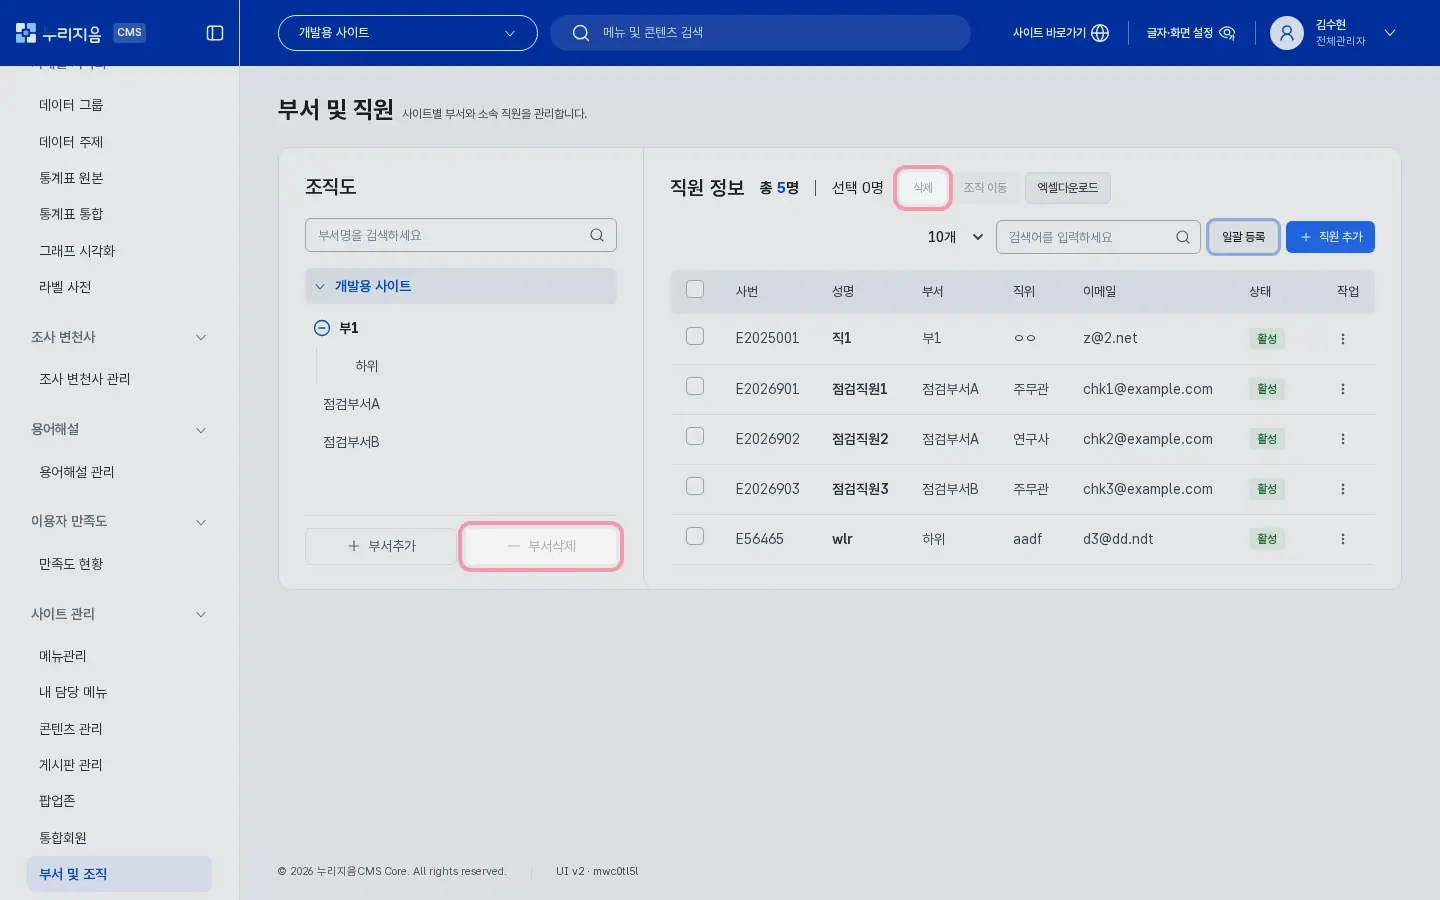 누리지음 CMS
개발용 사이트
메뉴 및 콘텐츠 검색
사이트 바로가기
글자·화면 설정
김수현
전체관리자
데이터 그룹
데이터 주제
통계표 원본
통계표 통합
그래프 시각화
라벨 사전
조사 변천사
조사 변천사 관리
용어해설
용어해설 관리
이용자 만족도
만족도 현황
사이트 관리
메뉴관리
내 담당 메뉴
콘텐츠 관리
게시판 관리
팝업존
통합회원
부서 및 조직
부서 및 직원 사이트별 부서와 소속 직원을 관리합니다.
조직도
부서명을 검색하세요
개발용 사이트
부1
하위
점검부서A
점검부서B
부서추가 부서삭제
직원 정보 총 5명 선택 0명 삭제 조직 이동 엑셀다운로드
10개 검색어를 입력하세요 일괄 등록 직원 추가
사번 성명 부서 직위 이메일 상태 작업
E2025001 직1 부1 ㅇㅇ z@2.net 활성
E2026901 점검직원1 점검부서A 주무관 chk1@example.com 활성
E2026902 점검직원2 점검부서A 연구사 chk2@example.com 활성
E2026903 점검직원3 점검부서B 주무관 chk3@example.com 활성
E56465 wlr 하위 aadf d3@dd.ndt 활성
© 2026 누리지음CMS Core. All rights reserved. UI v2 · mwc0tl5l